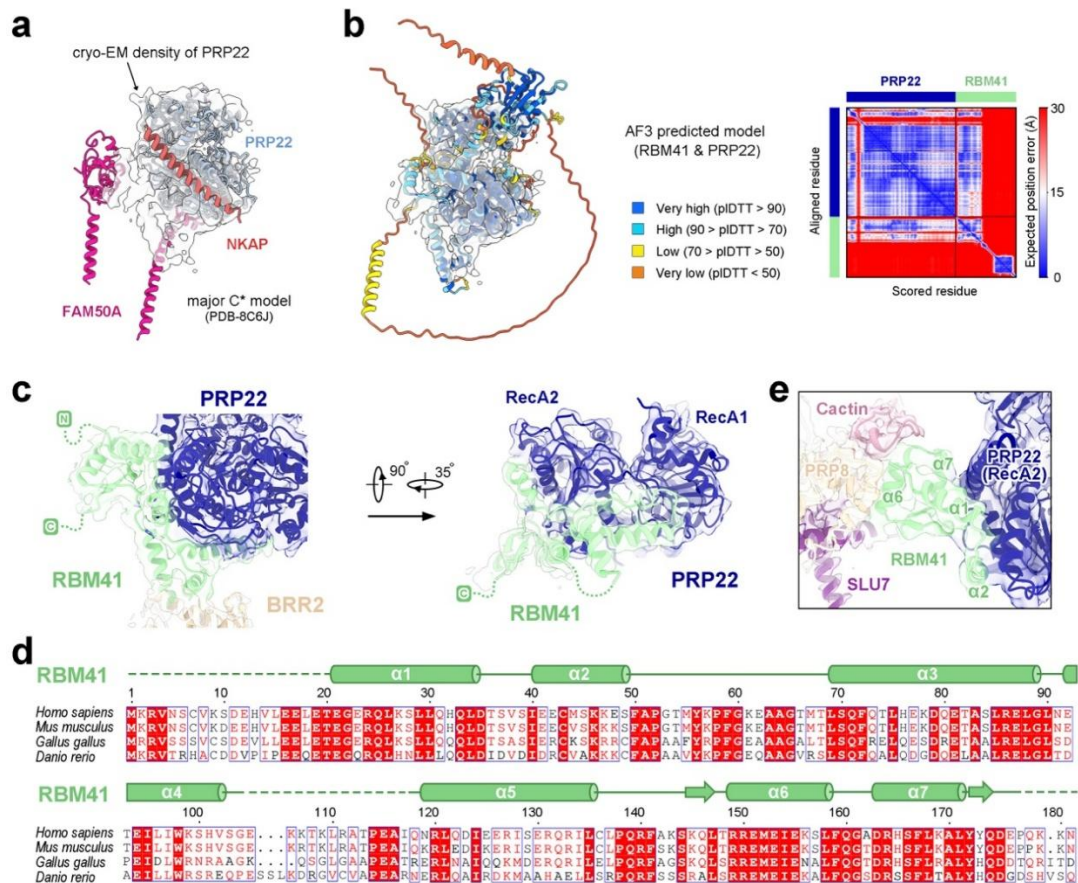 a
cryo-EM density of PRP22
PRP22
NKAP
FAM50A
major C* model
(PDB-8C6J)
b
AF3 predicted model
(RBM41 & PRP22)
Very high (plDTT > 90)
High (90 > plDTT > 70)
Low (70 > plDTT > 50)
Very low (plDTT < 50)
PRP22 RBM41
Aligned residue
Scored residue
30
15
0
Expected position error (Å)
c
N
PRP22
C
RBM41
BRR2
90° 35°
RecA2
RecA1
C
RBM41
PRP22
e
Cactin
PRP8
α7
α6
α1
PRP22
(RecA2)
RBM41
α2
SLU7
d
RBM41 α1 α2 α3
1 10 20 30 40 50 60 70 80 90
Homo sapiens MKRVNSCVKSDEHVLEELETEGERQLKSLLQHQLDTSVSIEECMSKKESFAPGTMYKPFGKEAAGTMTLSQFQTLHEKDQETASLRELGLNE
Mus musculus
Gallus gallus
Danio rerio
RBM41 α4 α5 α6 α7
100 110 120 130 140 150 160 170 180
Homo sapiens TEILIWKSHVSGE...KKTKLRATPEAIQNRLQDIEERISERQRILCLPQRFAKSKQLTRREMEIEKSLFQGADRHSFLKALYYQDEPQK.KN
Mus musculus
Gallus gallus
Danio rerio